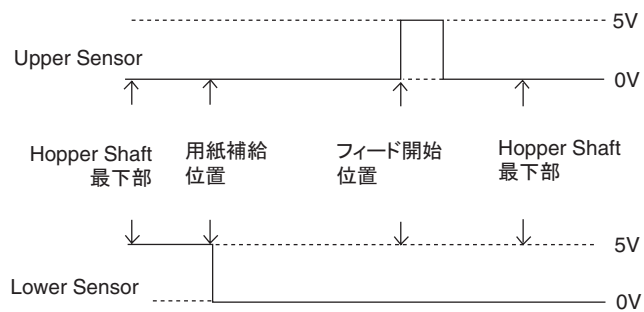 5V
Upper Sensor
0V
Hopper Shaft
最下部
用紙補給
位置
フィード開始
位置
Hopper Shaft
最下部
5V
Lower Sensor
0V